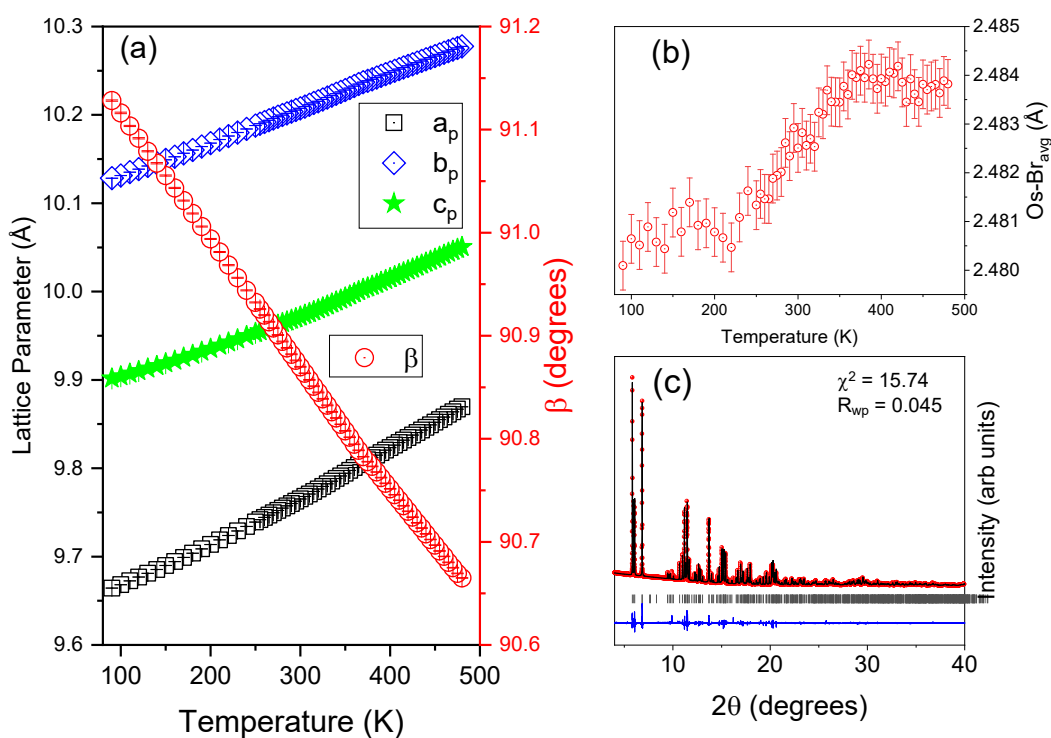 (a)
10.3
10.2
10.1
10.0
9.9
9.8
9.7
9.6
Lattice Parameter (Å)
100 200 300 400 500
Temperature (K)
91.2
91.1
91.0
90.9
90.8
90.7
90.6
β (degrees)
a_p
b_p
c_p
β
(b)
2.485
2.484
2.483
2.482
2.481
2.480
Os-Br_avg (Å)
100 200 300 400 500
Temperature (K)
(c)
χ² = 15.74
R_wp = 0.045
Intensity (arb units)
10 20 30 40
2θ (degrees)